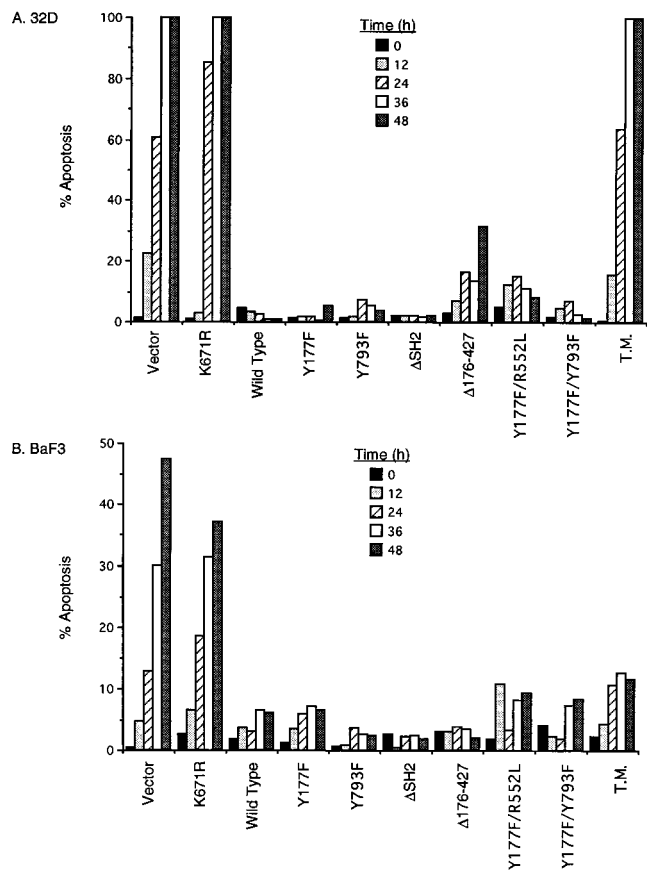 A. 32D
% Apoptosis
100
80
60
40
20
0
Time (h)
0
12
24
36
48
Vector
K671R
Wild Type
Y177F
Y793F
ΔSH2
Δ176-427
Y177F/R552L
Y177F/Y793F
T.M.
B. BaF3
% Apoptosis
50
40
30
20
10
0
Time (h)
0
12
24
36
48
Vector
K671R
Wild Type
Y177F
Y793F
ΔSH2
Δ176-427
Y177F/R552L
Y177F/Y793F
T.M.